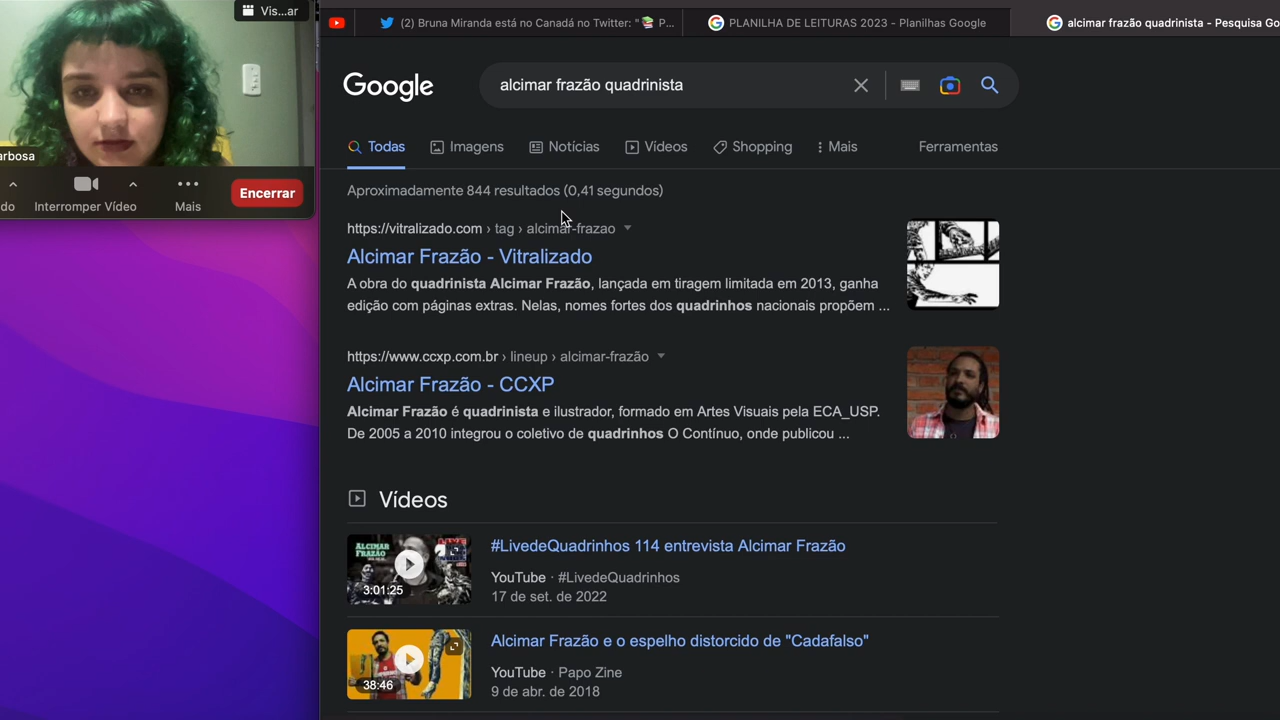 Vis...ar
arbosa
do
Interromper Vídeo
Mais
Encerrar
(2) Bruna Miranda está no Canadá no Twitter: "📚 P...
PLANILHA DE LEITURAS 2023 - Planilhas Google
alcimar frazão quadrinista - Pesquisa Go
Google
alcimar frazão quadrinista
Todas
Imagens
Notícias
Vídeos
Shopping
Mais
Ferramentas
Aproximadamente 844 resultados (0,41 segundos)
https://vitralizado.com › tag › alcimar-frazao
Alcimar Frazão - Vitralizado
A obra do quadrinista Alcimar Frazão, lançada em tiragem limitada em 2013, ganha
edição com páginas extras. Nelas, nomes fortes dos quadrinhos nacionais propõem ...
https://www.ccxp.com.br › lineup › alcimar-frazão
Alcimar Frazão - CCXP
Alcimar Frazão é quadrinista e ilustrador, formado em Artes Visuais pela ECA_USP.
De 2005 a 2010 integrou o coletivo de quadrinhos O Contínuo, onde publicou ...
Vídeos
ALCIMAR
FRAZÃO
3:01:25
#LivedeQuadrinhos 114 entrevista Alcimar Frazão
YouTube · #LivedeQuadrinhos
17 de set. de 2022
38:46
Alcimar Frazão e o espelho distorcido de "Cadafalso"
YouTube · Papo Zine
9 de abr. de 2018